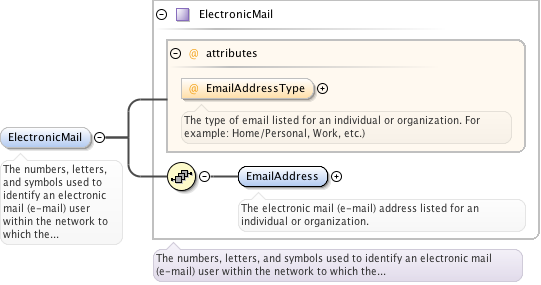 ElectronicMail
@ attributes
@ EmailAddressType
The type of email listed for an individual or organization. For
example: Home/Personal, Work, etc.)
ElectronicMail
The numbers, letters,
and symbols used to
identify an electronic
mail (e-mail) user
within the network to
which the...
EmailAddress
The electronic mail (e-mail) address listed for an
individual or organization.
The numbers, letters, and symbols used to identify an electronic mail
(e-mail) user within the network to which the...